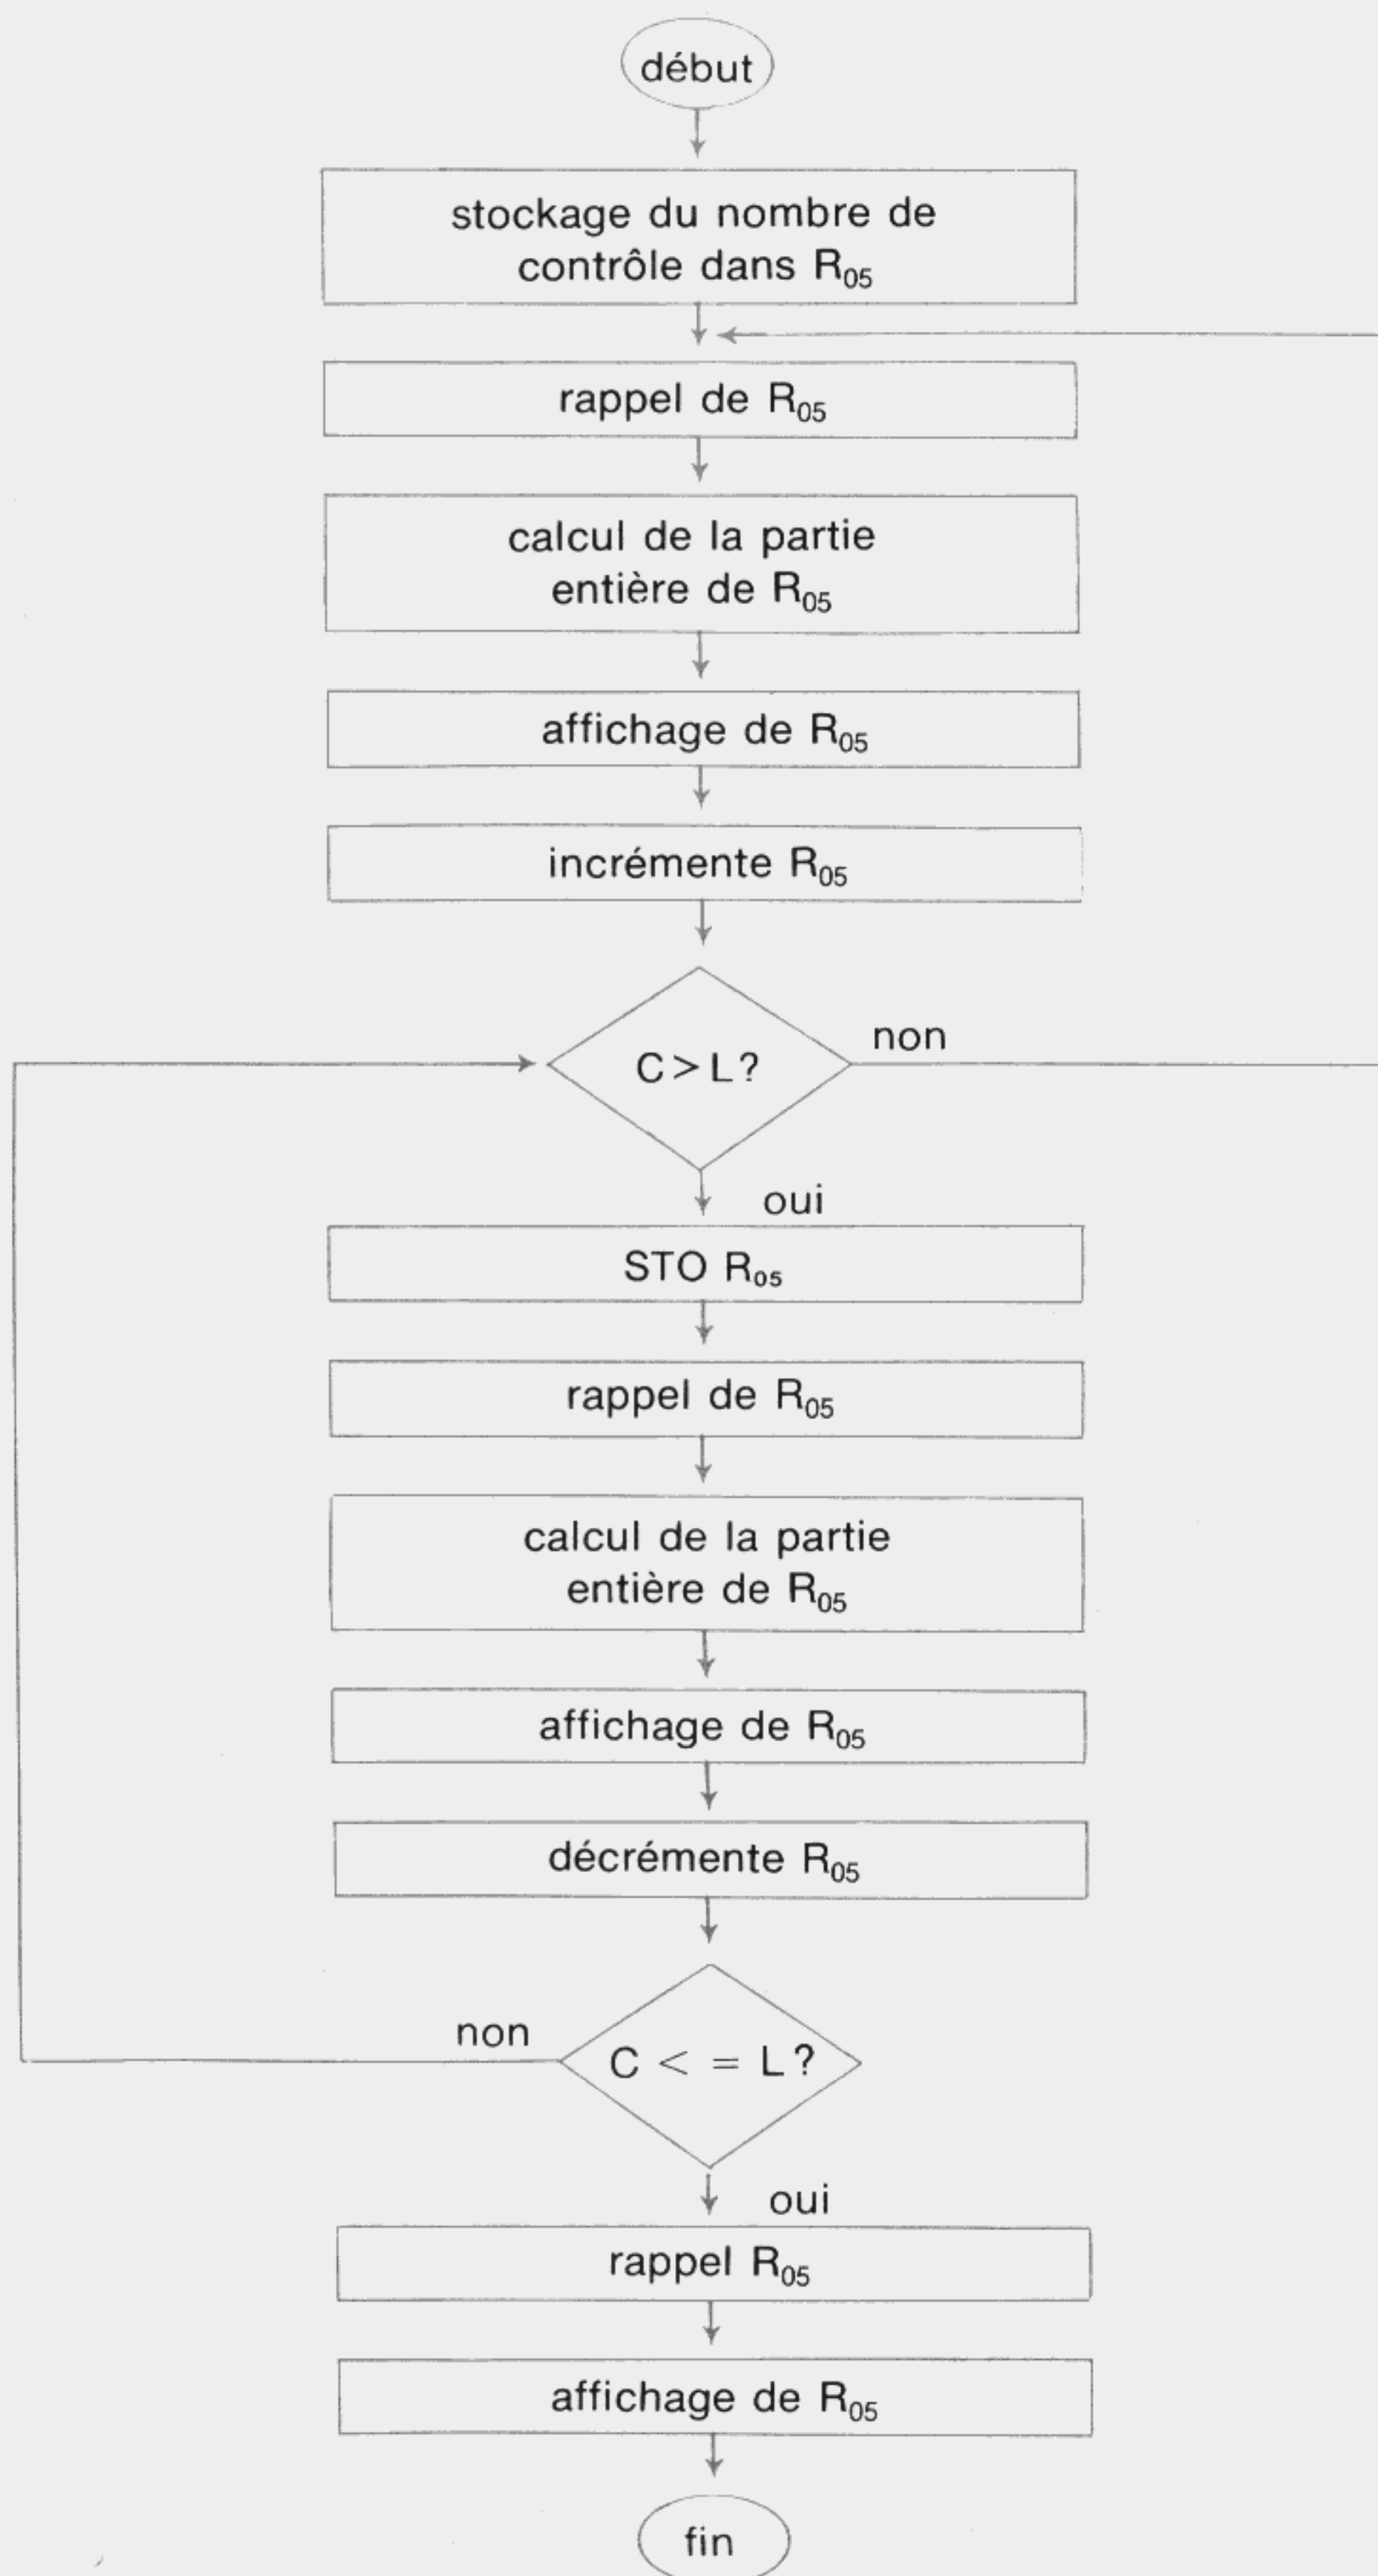 début
stockage du nombre de
contrôle dans R₀₅
rappel de R₀₅
calcul de la partie
entière de R₀₅
affichage de R₀₅
incrémente R₀₅
C > L ?
non
oui
STO R₀₅
rappel de R₀₅
calcul de la partie
entière de R₀₅
affichage de R₀₅
décrémente R₀₅
non
C < = L ?
oui
rappel R₀₅
affichage de R₀₅
fin